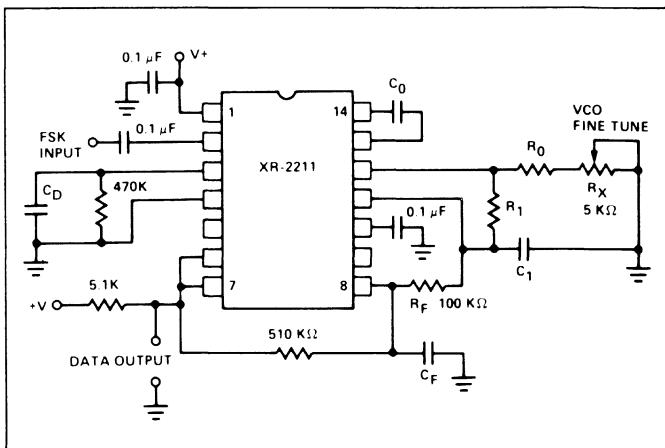 0.1 μF
V+
FSK
INPUT
0.1 μF
1
14
C0
VCO
FINE TUNE
XR-2211
R0
RX
5 KΩ
CD
470K
0.1 μF
R1
C1
+V
5.1K
7
8
RF 100 KΩ
510 KΩ
DATA OUTPUT
CF